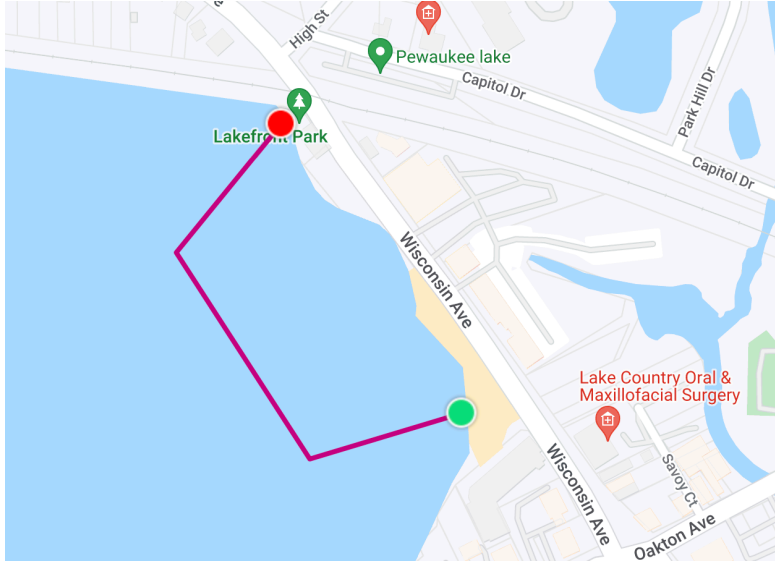 High St
Pewaukee lake
Capitol Dr
Park Hill Dr
Lakefront Park
Capitol Dr
Wisconsin Ave
Lake Country Oral &
Maxillofacial Surgery
Wisconsin Ave
Savoy Ct
Oakton Ave